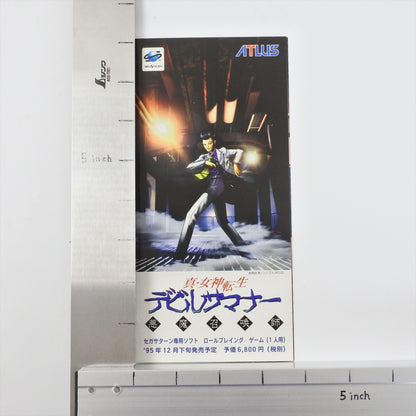 シンワ
5 inch
ATLUS
真・女神転生
デビルサマナー
悪魔召喚師
セガサターン専用ソフト ロールプレイング ゲーム (1人用)
'95年12月下旬発売予定 予価6,800円 (税別)
5 inch